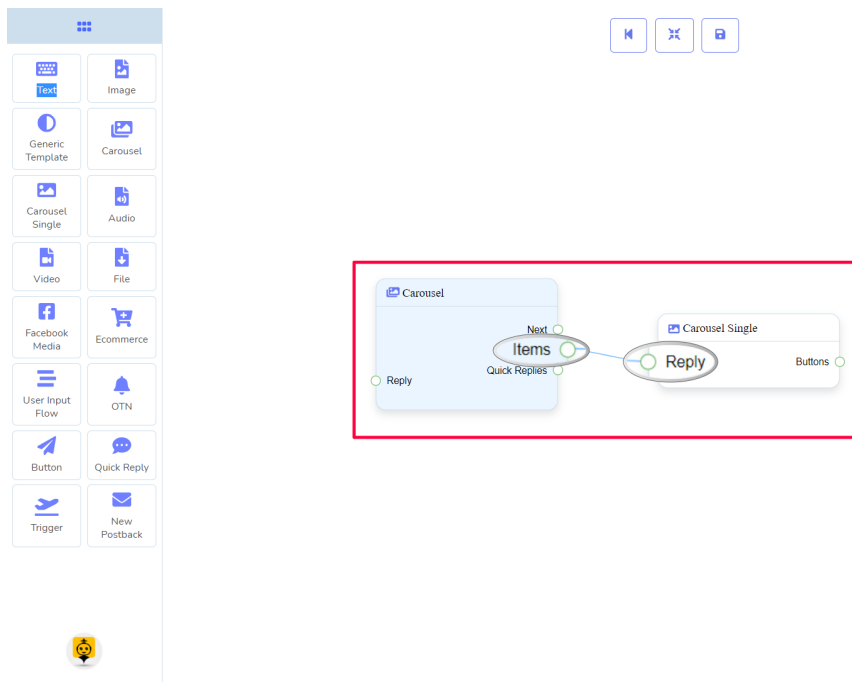 Text
Image
Generic
Template
Carousel
Carousel
Single
Audio
Video
File
Facebook
Media
Ecommerce
User Input
Flow
OTN
Button
Quick Reply
Trigger
New
Postback
Carousel
Next
Items
Quick Replies
Reply
Carousel Single
Reply
Buttons